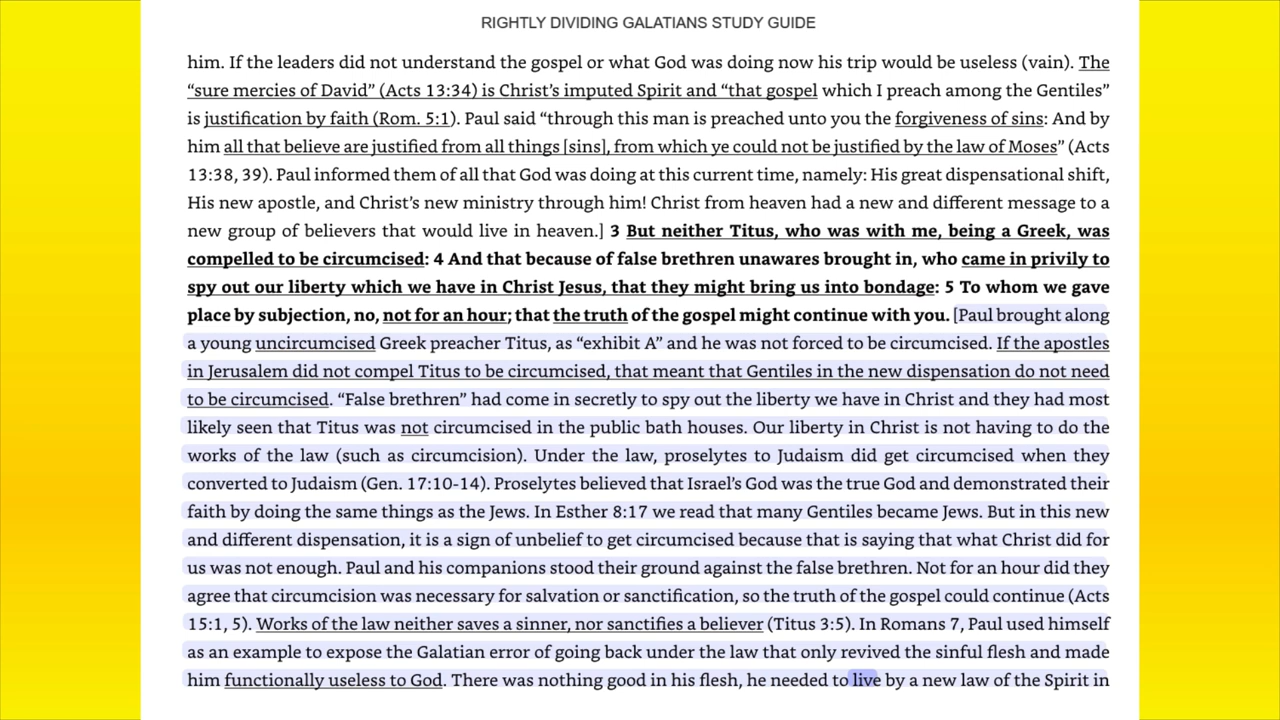 RIGHTLY DIVIDING GALATIANS STUDY GUIDE
him. If the leaders did not understand the gospel or what God was doing now his trip would be useless (vain). The
“sure mercies of David” (Acts 13:34) is Christ’s imputed Spirit and “that gospel which I preach among the Gentiles”
is justification by faith (Rom. 5:1). Paul said “through this man is preached unto you the forgiveness of sins: And by
him all that believe are justified from all things [sins], from which ye could not be justified by the law of Moses” (Acts
13:38, 39). Paul informed them of all that God was doing at this current time, namely: His great dispensational shift,
His new apostle, and Christ’s new ministry through him! Christ from heaven had a new and different message to a
new group of believers that would live in heaven.] 3 But neither Titus, who was with me, being a Greek, was
compelled to be circumcised: 4 And that because of false brethren unawares brought in, who came in privily to
spy out our liberty which we have in Christ Jesus, that they might bring us into bondage: 5 To whom we gave
place by subjection, no, not for an hour; that the truth of the gospel might continue with you. [Paul brought along
a young uncircumcised Greek preacher Titus, as “exhibit A” and he was not forced to be circumcised. If the apostles
in Jerusalem did not compel Titus to be circumcised, that meant that Gentiles in the new dispensation do not need
to be circumcised. “False brethren” had come in secretly to spy out the liberty we have in Christ and they had most
likely seen that Titus was not circumcised in the public bath houses. Our liberty in Christ is not having to do the
works of the law (such as circumcision). Under the law, proselytes to Judaism did get circumcised when they
converted to Judaism (Gen. 17:10-14). Proselytes believed that Israel’s God was the true God and demonstrated their
faith by doing the same things as the Jews. In Esther 8:17 we read that many Gentiles became Jews. But in this new
and different dispensation, it is a sign of unbelief to get circumcised because that is saying that what Christ did for
us was not enough. Paul and his companions stood their ground against the false brethren. Not for an hour did they
agree that circumcision was necessary for salvation or sanctification, so the truth of the gospel could continue (Acts
15:1, 5). Works of the law neither saves a sinner, nor sanctifies a believer (Titus 3:5). In Romans 7, Paul used himself
as an example to expose the Galatian error of going back under the law that only revived the sinful flesh and made
him functionally useless to God. There was nothing good in his flesh, he needed to live by a new law of the Spirit in